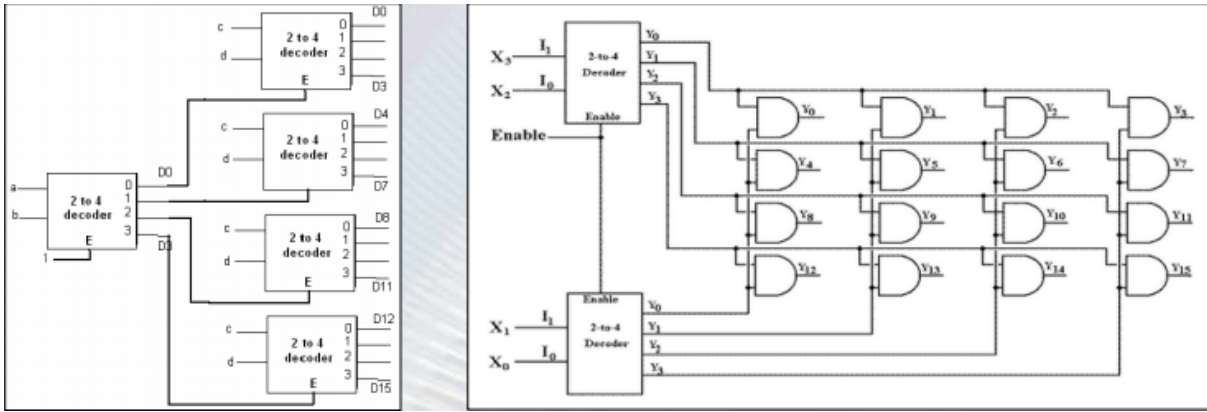 D0
c
2 to 4
decoder
0
1
2
3
d
E
D3
D4
c
2 to 4
decoder
0
1
2
3
d
E
D7
a
b
2 to 4
decoder
0
1
2
3
E
1
D0
D3
D8
c
2 to 4
decoder
0
1
2
3
d
E
D11
D12
c
2 to 4
decoder
0
1
2
3
d
E
D15
X3 I1
X2 I0
2-to-4
Decoder
Enable
Y0
Y1
Y2
Y3
Enable
Y0 Y1 Y2 Y3
Y4 Y5 Y6 Y7
Y8 Y9 Y10 Y11
Y12 Y13 Y14 Y15
Enable
X1 I1
X0 I0
2-to-4
Decoder
Y0
Y1
Y2
Y3